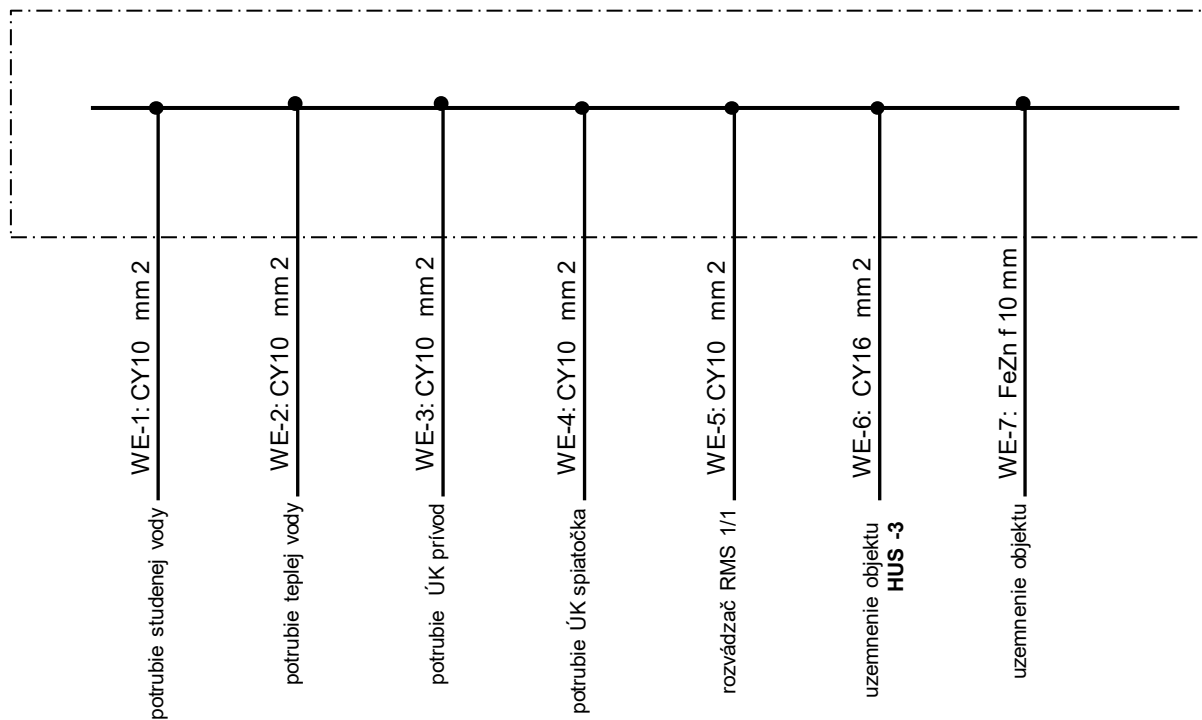 WE-1: CY10 mm 2
potrubie studenej vody
WE-2: CY10 mm 2
potrubie teplej vody
WE-3: CY10 mm 2
potrubie ÚK prívod
WE-4: CY10 mm 2
potrubie ÚK spiatočka
WE-5: CY10 mm 2
rozvádzač RMS 1/1
WE-6: CY16 mm 2
uzemnenie objektu
HUS -3
WE-7: FeZn f 10 mm
uzemnenie objektu